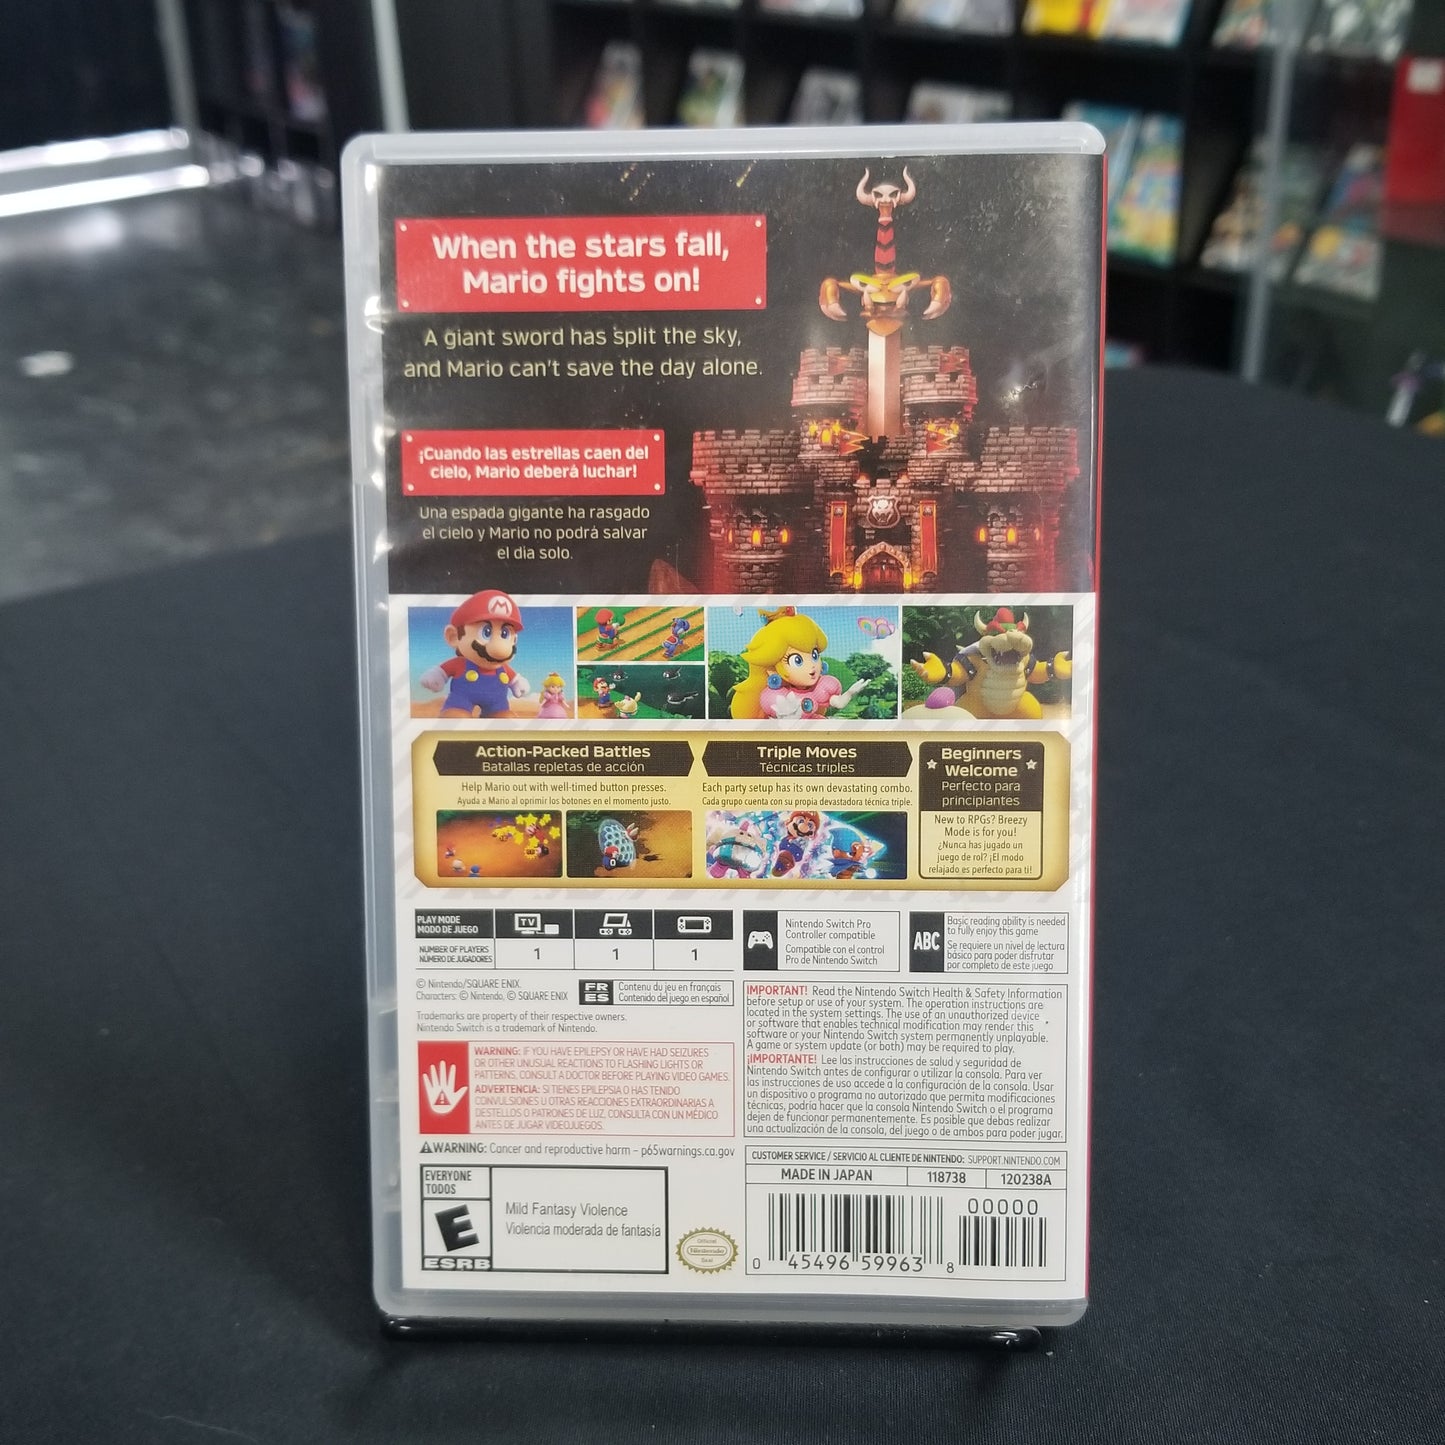 When the stars fall,
Mario fights on!
A giant sword has split the sky,
and Mario can't save the day alone.
¡Cuando las estrellas caen del
cielo, Mario deberá luchar!
Una espada gigante ha rasgado
el cielo y Mario no podrá salvar
el día solo.
Action-Packed Battles
Batallas repletas de acción
Help Mario out with well-timed button presses.
Ayuda a Mario al oprimir los botones en el momento justo.
Triple Moves
Técnicas triples
Each party setup has its own devastating combo.
Cada grupo cuenta con su propia devastadora técnica triple.
Beginners
Welcome
Perfecto para
principiantes
New to RPGs? Breezy
Mode is for you!
¿Nunca has jugado un
juego de rol? ¡El modo
relajado es perfecto para ti!
PLAY MODE
MODO DE JUEGO
TV
NUMBER OF PLAYERS
NÚMERO DE JUGADORES
1 1 1
Nintendo Switch Pro
Controller compatible
Compatible con el control
Pro de Nintendo Switch
ABC
Basic reading ability is needed
to fully enjoy this game
Se requiere un nivel de lectura
básico para poder disfrutar
por completo de este juego
© Nintendo/SQUARE ENIX.
Characters: © Nintendo, © SQUARE ENIX
FR
ES
Contenu du jeu en français
Contenido del juego en español
Trademarks are property of their respective owners.
Nintendo Switch is a trademark of Nintendo.
WARNING: IF YOU HAVE EPILEPSY OR HAVE HAD SEIZURES
OR OTHER UNUSUAL REACTIONS TO FLASHING LIGHTS OR
PATTERNS, CONSULT A DOCTOR BEFORE PLAYING VIDEO GAMES.
ADVERTENCIA: SI TIENES EPILEPSIA O HAS TENIDO
CONVULSIONES U OTRAS REACCIONES EXTRAORDINARIAS A
DESTELLOS O PATRONES DE LUZ, CONSULTA CON UN MÉDICO
ANTES DE JUGAR VIDEOJUEGOS.
WARNING: Cancer and reproductive harm – p65warnings.ca.gov
IMPORTANT! Read the Nintendo Switch Health & Safety Information
before setup or use of your system. The operation instructions are
located in the system settings. The use of an unauthorized device
or software that enables technical modification may render this
software or your Nintendo Switch system permanently unplayable.
A game or system update (or both) may be required to play.
¡IMPORTANTE! Lee las instrucciones de salud y seguridad de
Nintendo Switch antes de configurar o utilizar la consola. Para ver
las instrucciones de uso accede a la configuración de la consola. Usar
un dispositivo o programa no autorizado que permita modificaciones
técnicas, podría hacer que la consola Nintendo Switch o el programa
dejen de funcionar permanentemente. Es posible que debas realizar
una actualización de la consola, del juego o de ambos para poder jugar.
EVERYONE
TODOS
E
ESRB
Mild Fantasy Violence
Violencia moderada de fantasía
Official
Nintendo
Seal
CUSTOMER SERVICE / SERVICIO AL CLIENTE DE NINTENDO: SUPPORT.NINTENDO.COM
MADE IN JAPAN 118738 120238A
00000
0 45496 59963 8